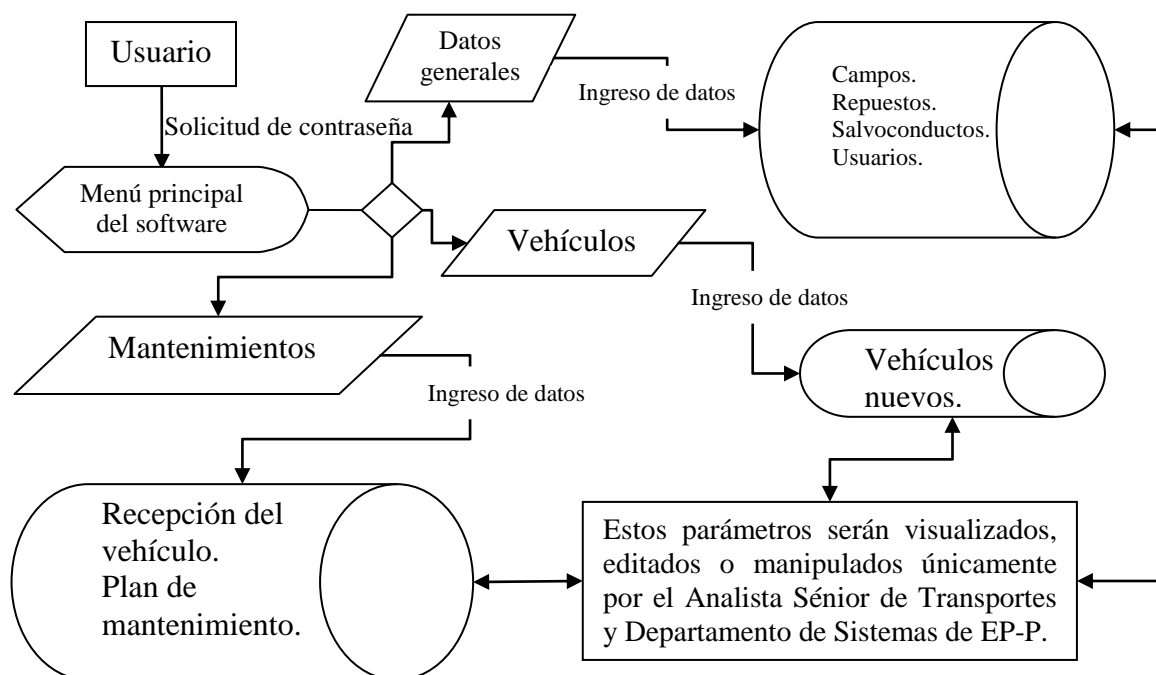 Usuario
Datos
generales
Ingreso de datos
Campos.
Repuestos.
Salvoconductos.
Usuarios.
Solicitud de contraseña
Menú principal
del software
Vehículos
Ingreso de datos
Mantenimientos
Ingreso de datos
Vehículos
nuevos.
Recepción del
vehículo.
Plan de
mantenimiento.
Estos parámetros serán visualizados,
editados o manipulados únicamente
por el Analista Sénior de Transportes
y Departamento de Sistemas de EP-P.